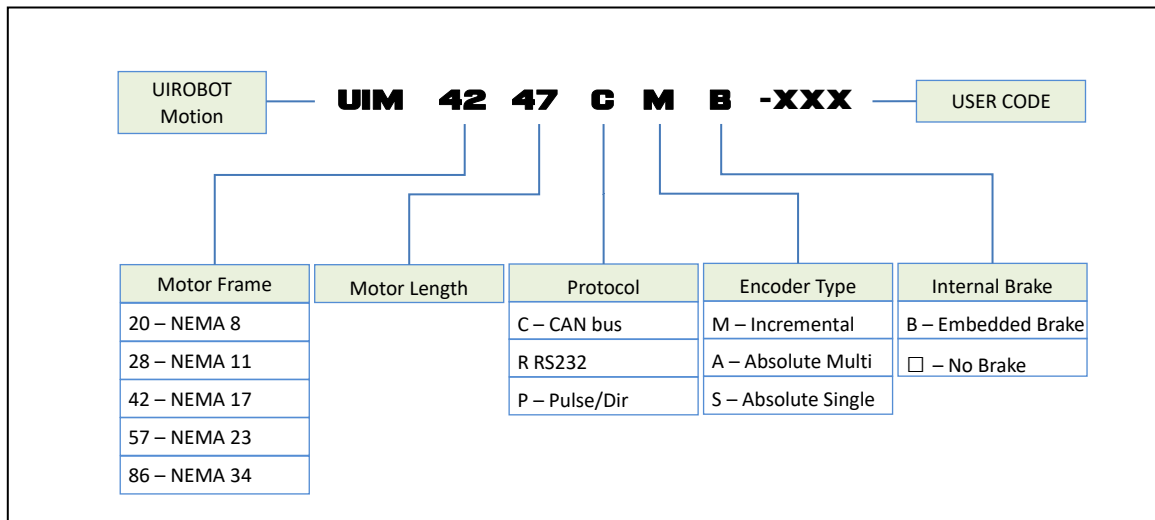 UIROBOT
Motion
UIM 42 47 C M B -XXX
USER CODE
Motor Frame
20 – NEMA 8
28 – NEMA 11
42 – NEMA 17
57 – NEMA 23
86 – NEMA 34
Motor Length
Protocol
C – CAN bus
R RS232
P – Pulse/Dir
Encoder Type
M – Incremental
A – Absolute Multi
S – Absolute Single
Internal Brake
B – Embedded Brake
□ – No Brake